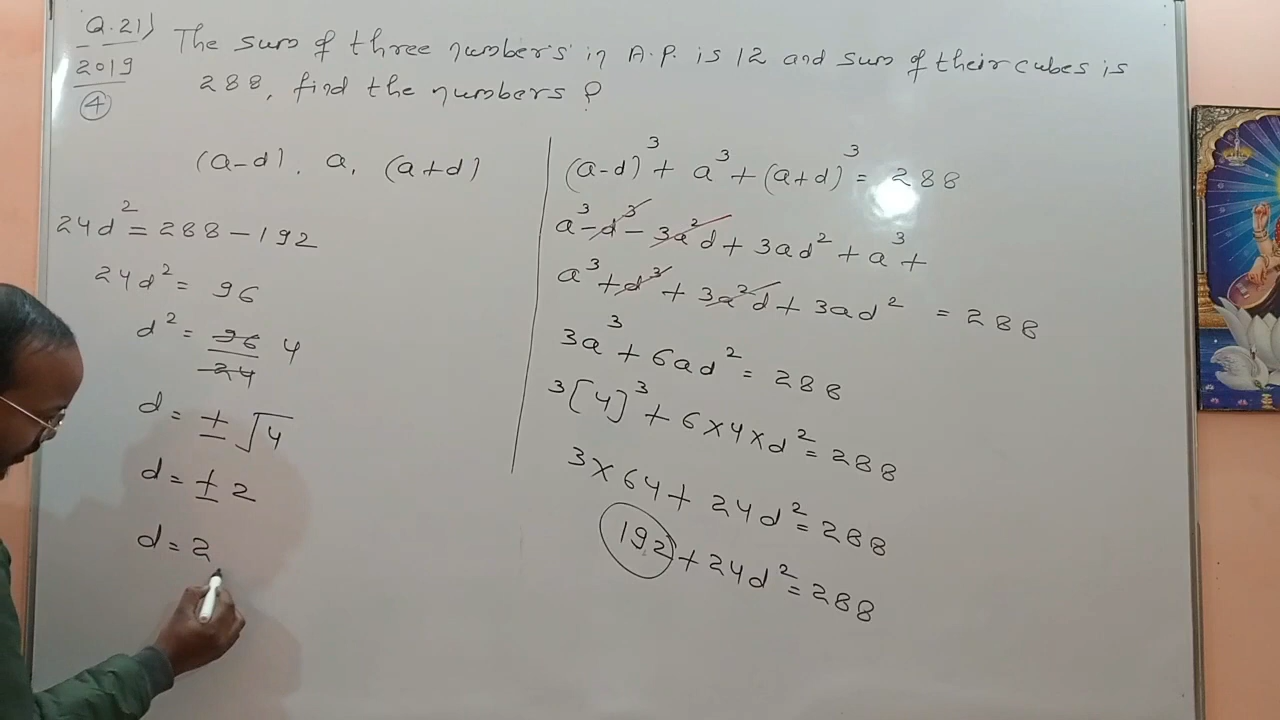 Q.21) The sum of three numbers in A.P. is 12 and sum of their cubes is
2019
④ 288, find the numbers ?
(a-d), a, (a+d)
24d² = 288 - 192
24d² = 96
d² = 96/24 4
d = ± √4
d = ± 2
d = 2
(a-d)³ + a³ + (a+d)³ = 288
a³ - d³ - 3a²d + 3ad² + a³ +
a³ + d³ + 3a²d + 3ad² = 288
3a³ + 6ad² = 288
3[4]³ + 6×4×d² = 288
3×64 + 24d² = 288
192 + 24d² = 288